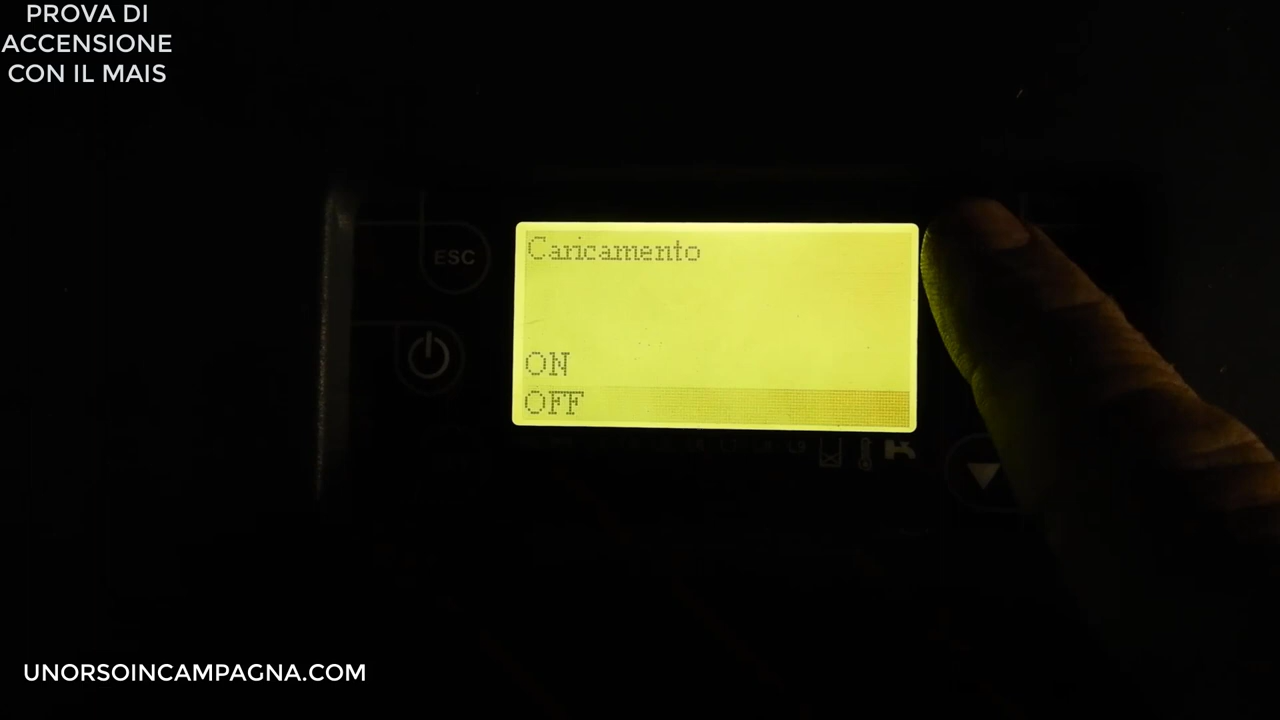 PROVA DI
ACCENSIONE
CON IL MAIS
ESC
Caricamento
ON
OFF
UNORSOINCAMPAGNA.COM